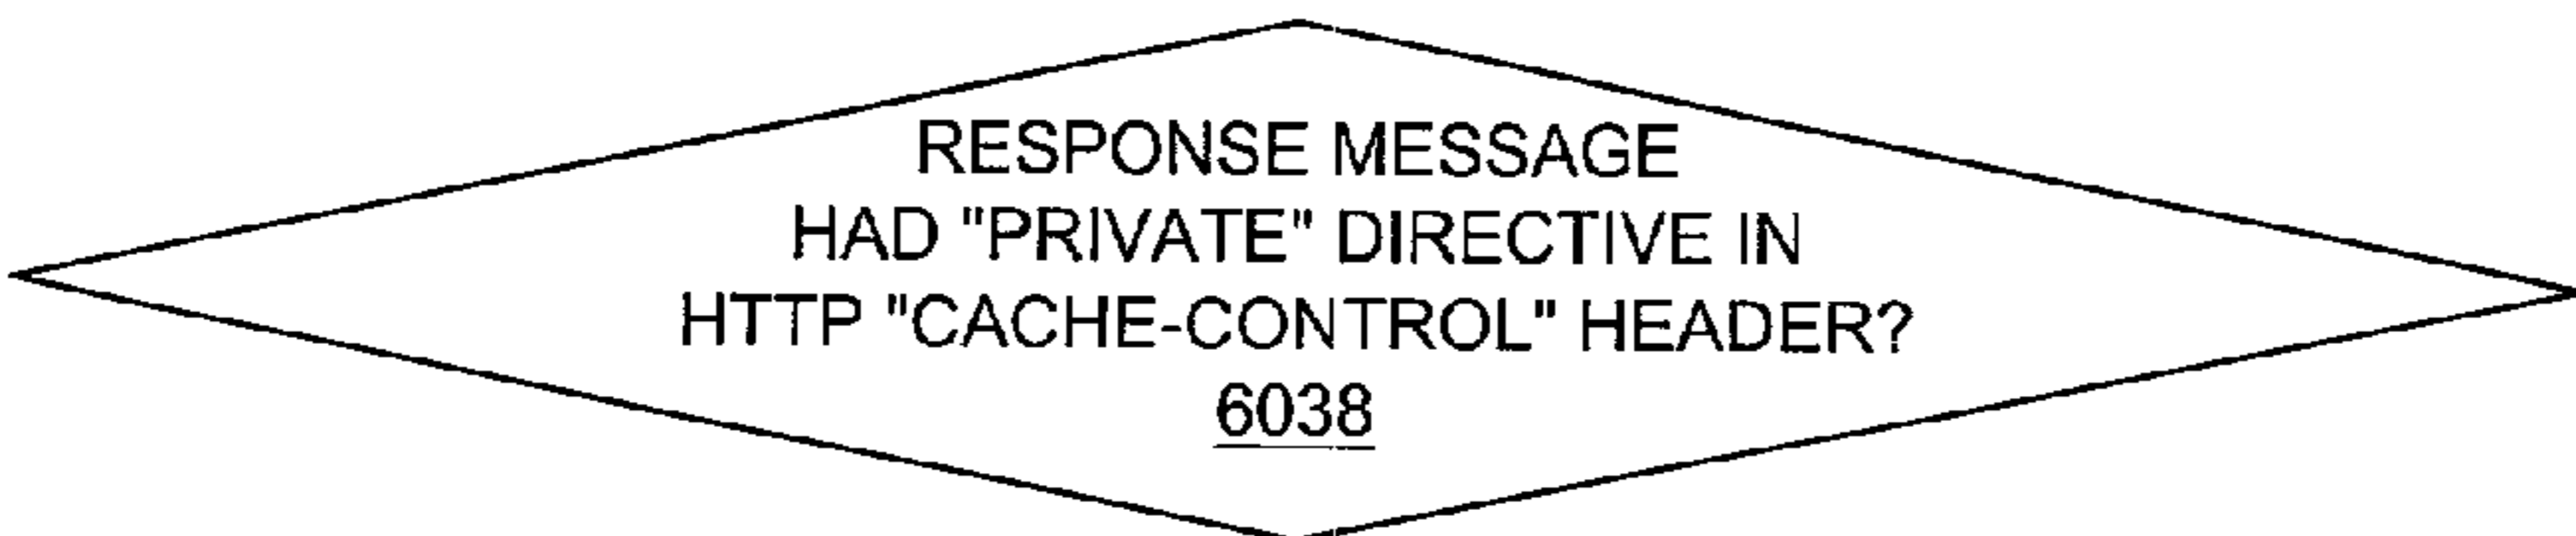 RESPONSE MESSAGE
HAD "PRIVATE" DIRECTIVE IN
HTTP "CACHE-CONTROL" HEADER?
6038